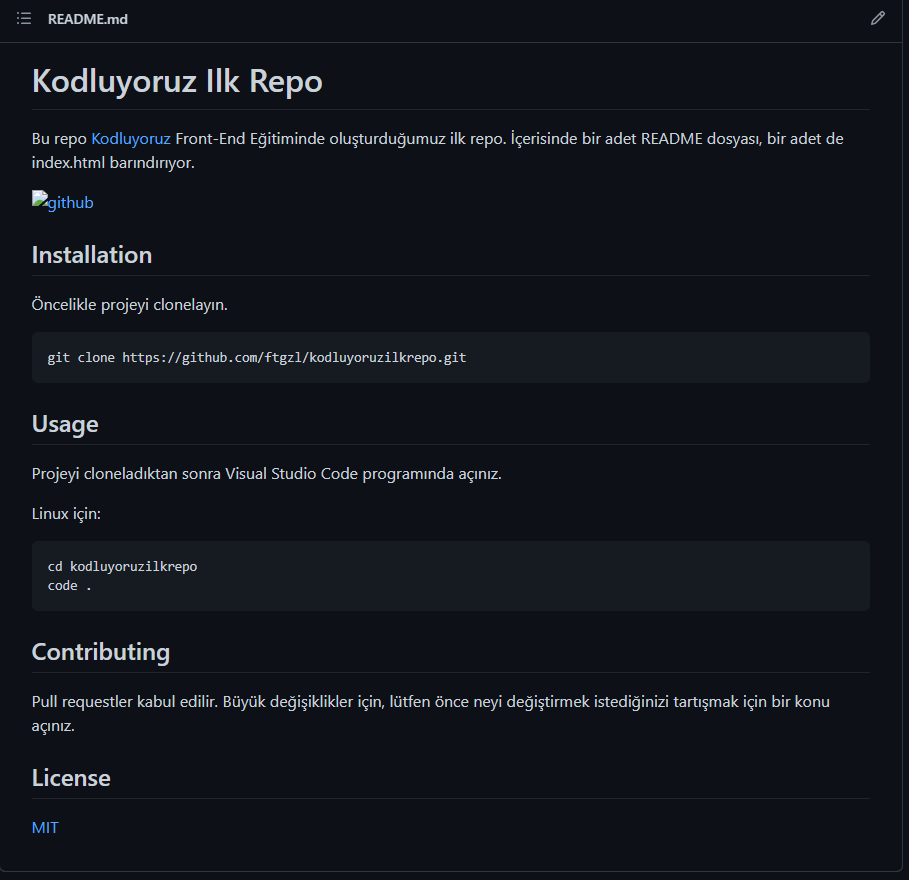 README.md
Kodluyoruz Ilk Repo
Bu repo Kodluyoruz Front-End Eğitiminde oluşturduğumuz ilk repo. İçerisinde bir adet README dosyası, bir adet de
index.html barındırıyor.
github
Installation
Öncelikle projeyi clonelayın.
git clone https://github.com/ftgzl/kodluyoruzilkrepo.git
Usage
Projeyi cloneladıktan sonra Visual Studio Code programında açınız.
Linux için:
cd kodluyoruzilkrepo
code .
Contributing
Pull requestler kabul edilir. Büyük değişiklikler için, lütfen önce neyi değiştirmek istediğinizi tartışmak için bir konu
açınız.
License
MIT